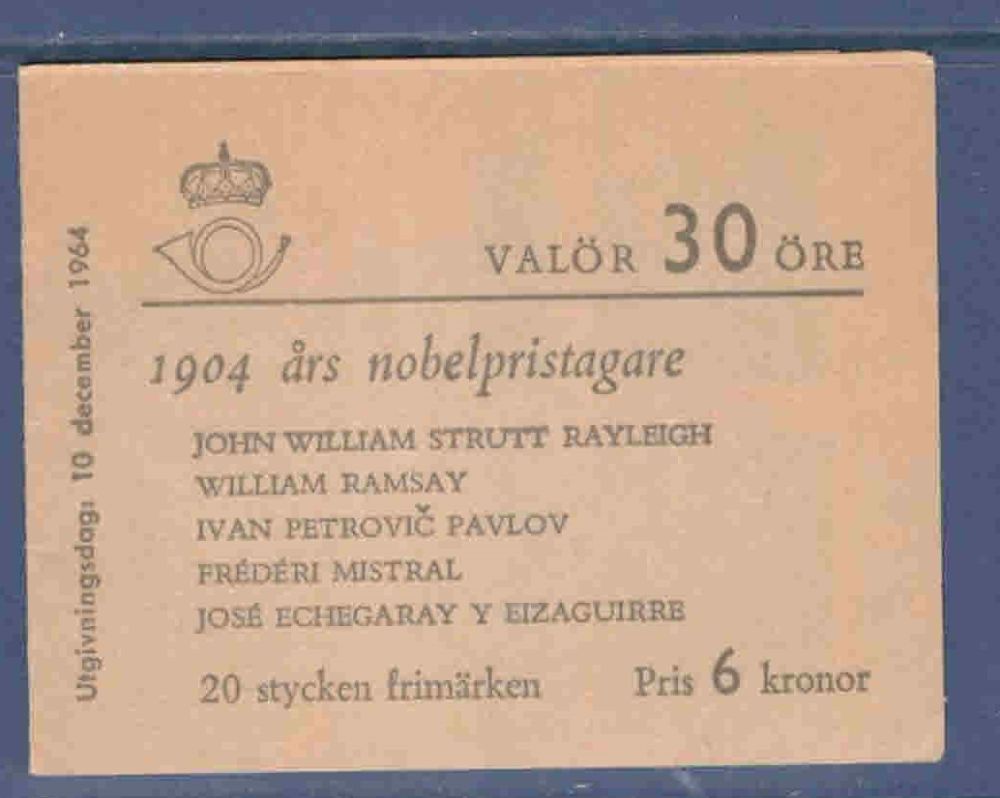 VALÖR 30 ÖRE
1904 års nobelpristagare
JOHN WILLIAM STRUTT RAYLEIGH
WILLIAM RAMSAY
IVAN PETROVIČ PAVLOV
FRÉDÉRI MISTRAL
JOSÉ ECHEGARAY Y EIZAGUIRRE
20 stycken frimärken Pris 6 kronor
Utgivningsdag: 10 december 1964